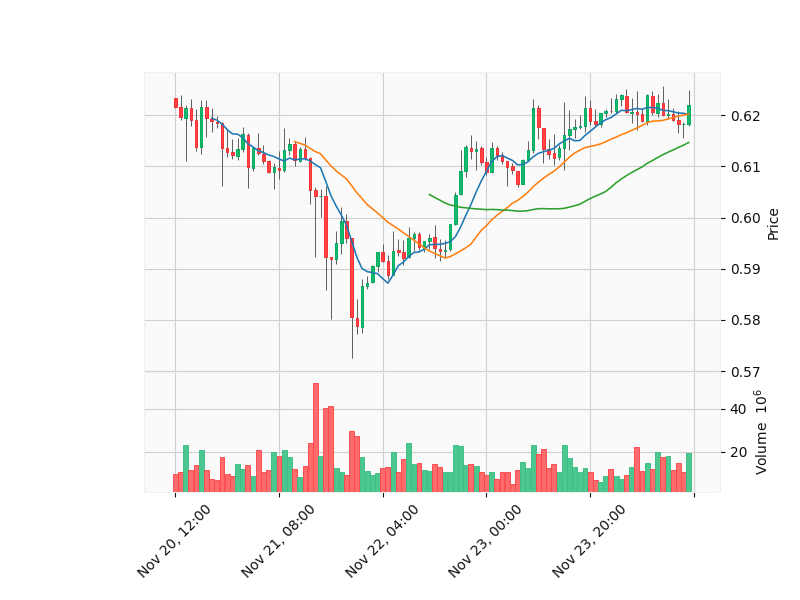 0.62
0.61
0.60
0.59
0.58
0.57
Price
40
20
Volume 10^6
Nov 20, 12:00
Nov 21, 08:00
Nov 22, 04:00
Nov 23, 00:00
Nov 23, 20:00